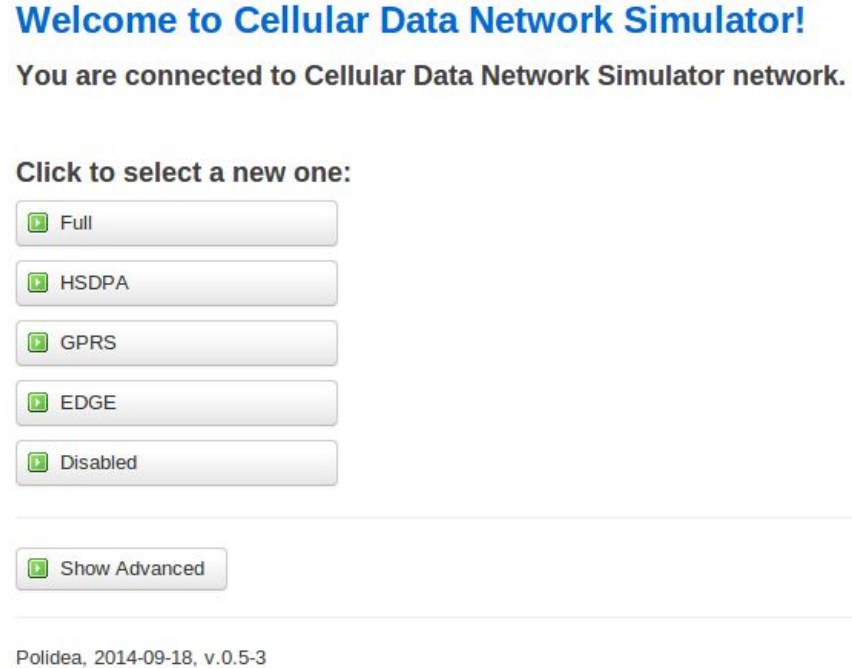 Welcome to Cellular Data Network Simulator!
You are connected to Cellular Data Network Simulator network.
Click to select a new one:
Full
HSDPA
GPRS
EDGE
Disabled
Show Advanced
Polidea, 2014-09-18, v.0.5-3